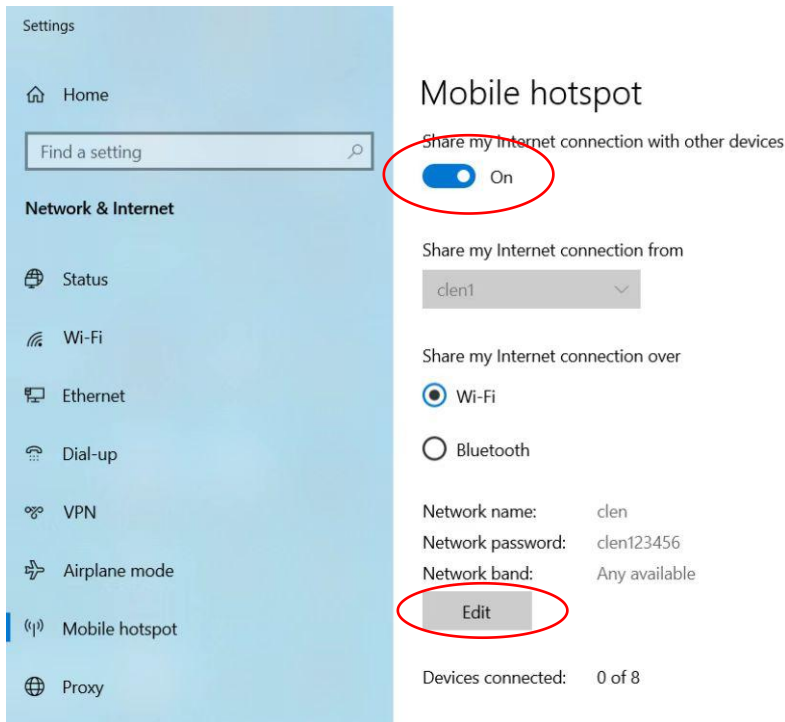 Settings
Home
Find a setting
Network & Internet
Status
Wi-Fi
Ethernet
Dial-up
VPN
Airplane mode
Mobile hotspot
Proxy
Mobile hotspot
Share my Internet connection with other devices
On
Share my Internet connection from
clen1
Share my Internet connection over
Wi-Fi
Bluetooth
Network name: clen
Network password: clen123456
Network band: Any available
Edit
Devices connected: 0 of 8